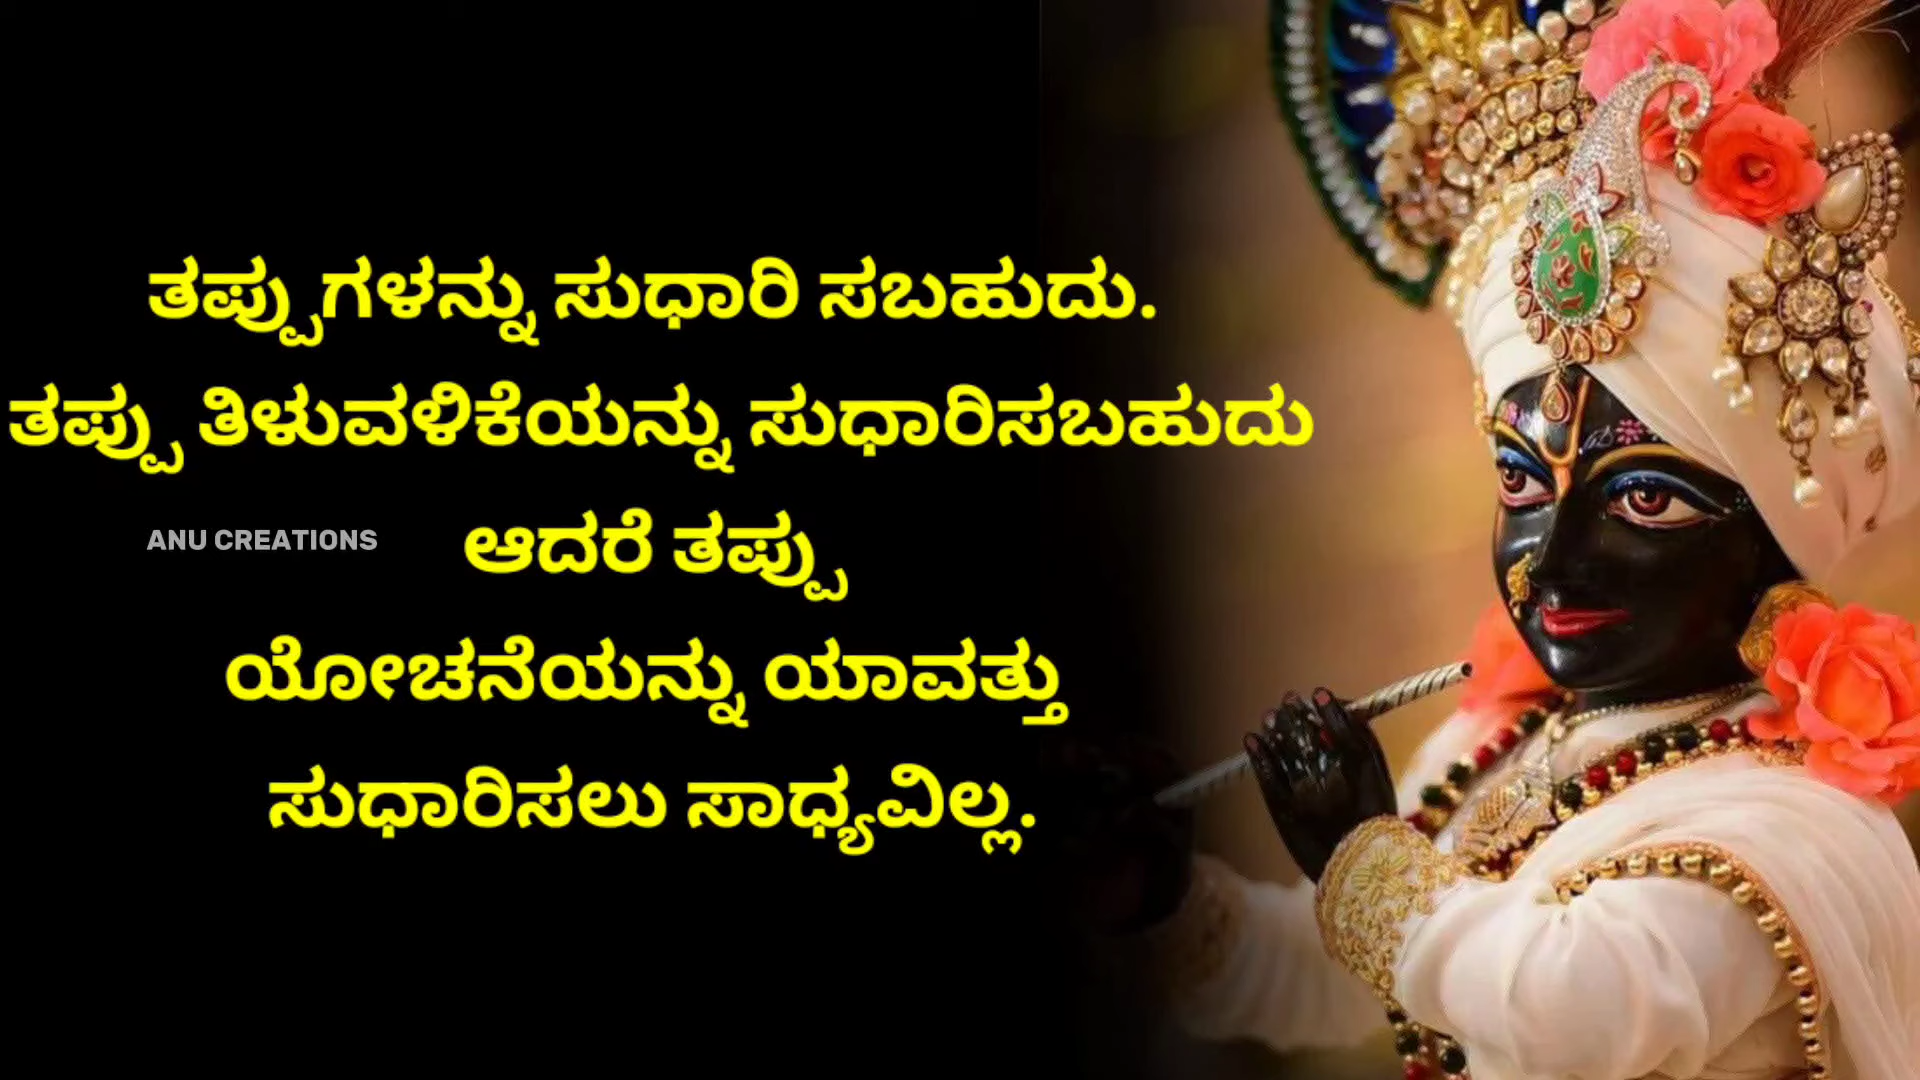 ತಪ್ಪುಗಳನ್ನು ಸುಧಾರಿ ಸಬಹುದು.
ತಪ್ಪು ತಿಳುವಳಿಕೆಯನ್ನು ಸುಧಾರಿಸಬಹುದು
ANU CREATIONS
ಆದರೆ ತಪ್ಪು
ಯೋಚನೆಯನ್ನು ಯಾವತ್ತು
ಸುಧಾರಿಸಲು ಸಾಧ್ಯವಿಲ್ಲ.